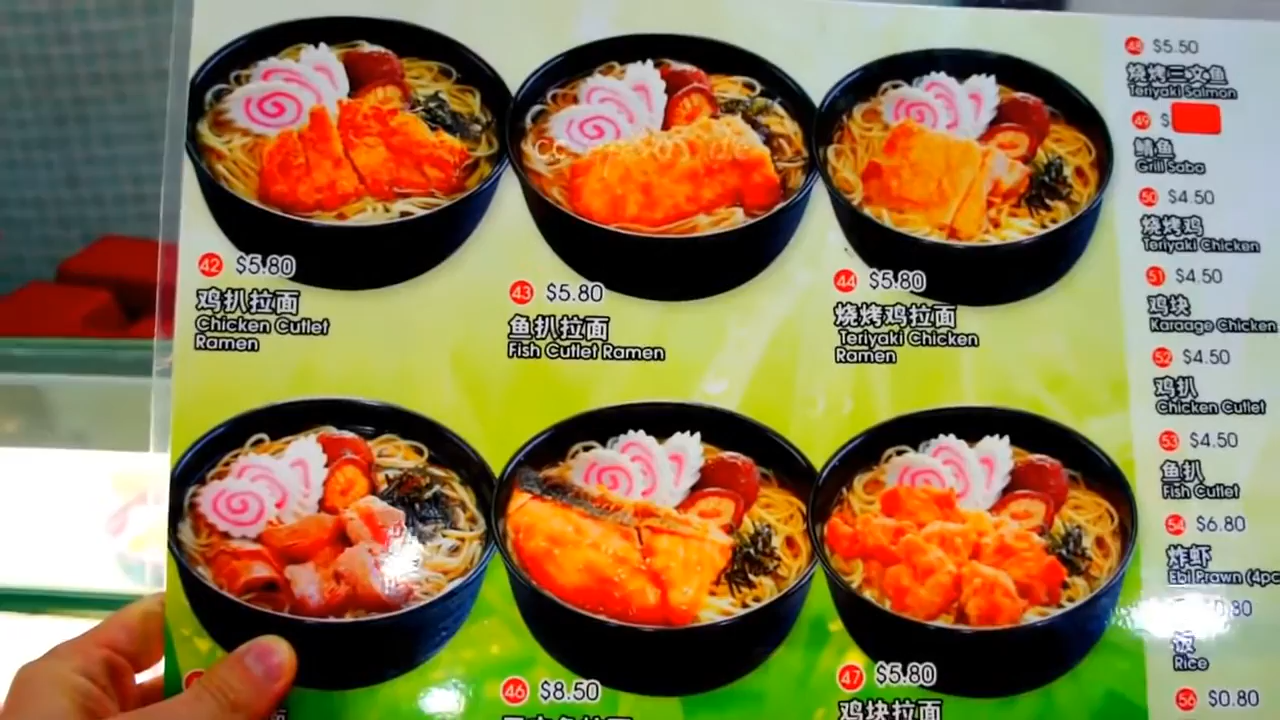 42 $5.80
鸡扒拉面
Chicken Cutlet
Ramen
43 $5.80
鱼扒拉面
Fish Cutlet Ramen
44 $5.80
烧烤鸡拉面
Teriyaki Chicken
Ramen
46 $8.50
47 $5.80
鸡块拉面
48 $5.50
烧烤三文鱼
Teriyaki Salmon
49 $
鲭鱼
Grill Saba
50 $4.50
烧烤鸡
Teriyaki Chicken
51 $4.50
鸡块
Karaage Chicken
52 $4.50
鸡扒
Chicken Cutlet
53 $4.50
鱼扒
Fish Cutlet
54 $6.80
炸虾
Ebi Prawn (4pc
.80
饭
Rice
56 $0.80